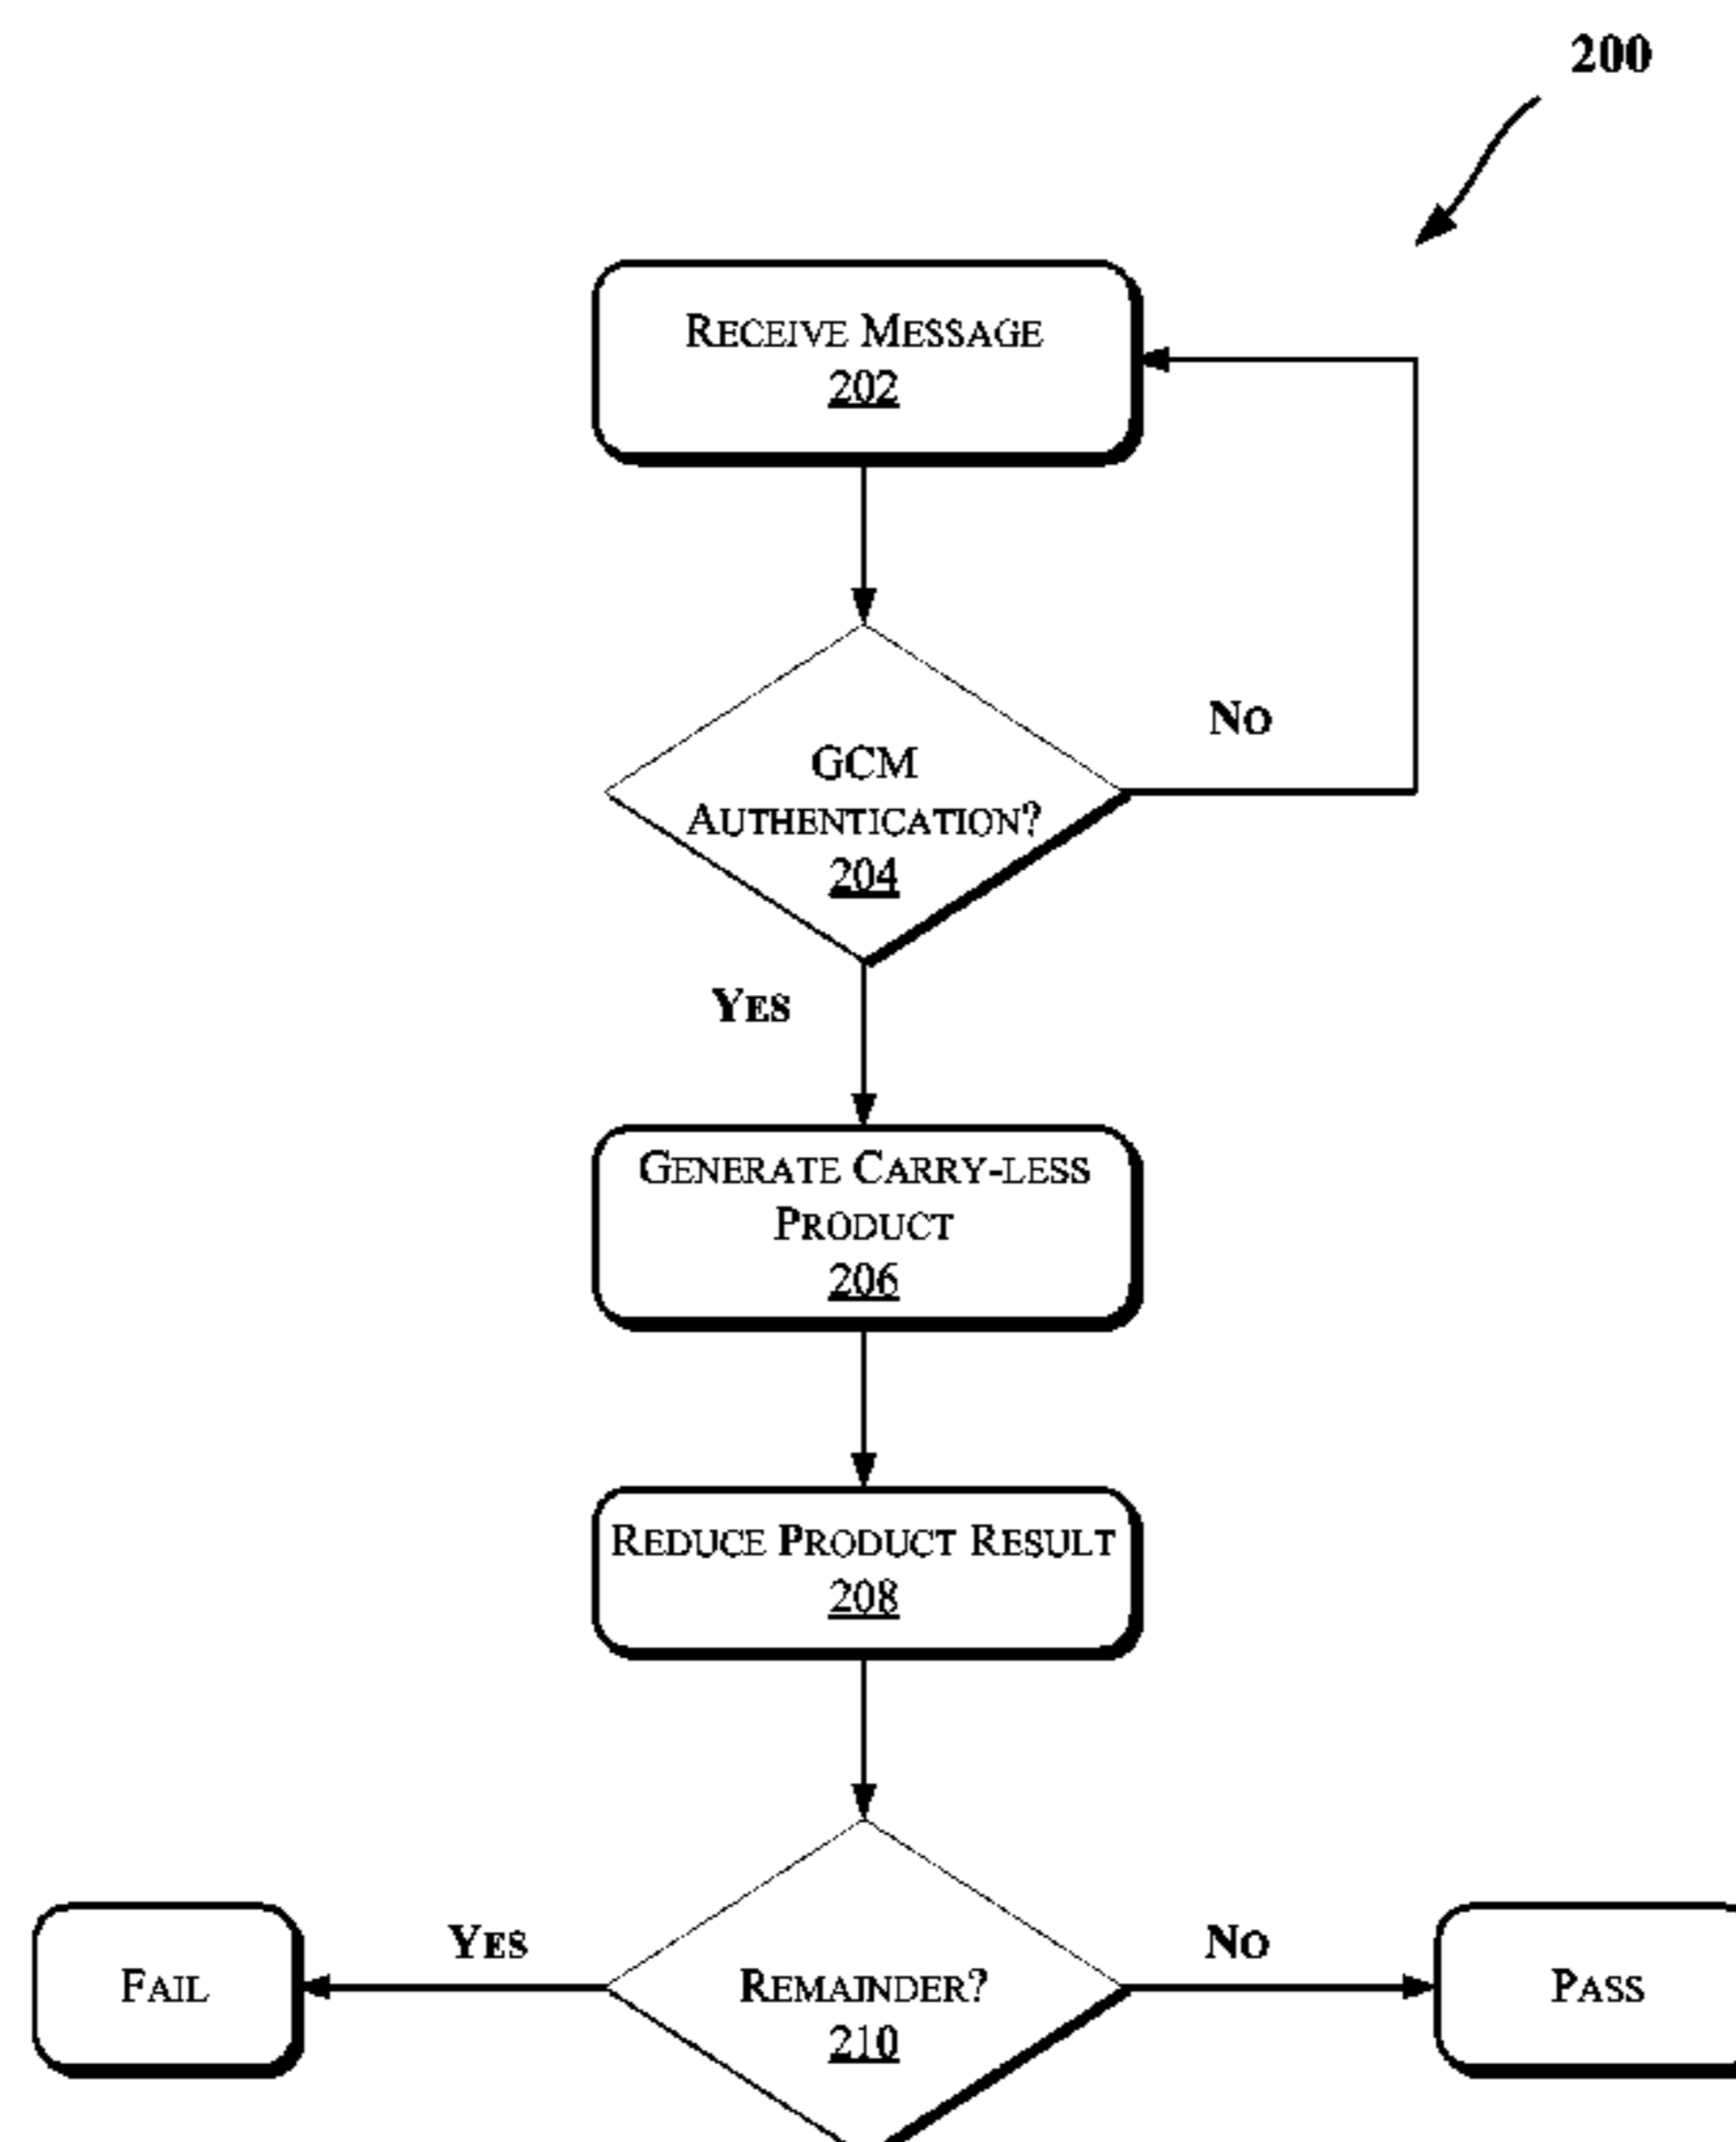 200
RECEIVE MESSAGE
202
NO
GCM
AUTHENTICATION?
204
YES
GENERATE CARRY-LESS
PRODUCT
206
REDUCE PRODUCT RESULT
208
YES
NO
FAIL
REMAINDER?
210
PASS